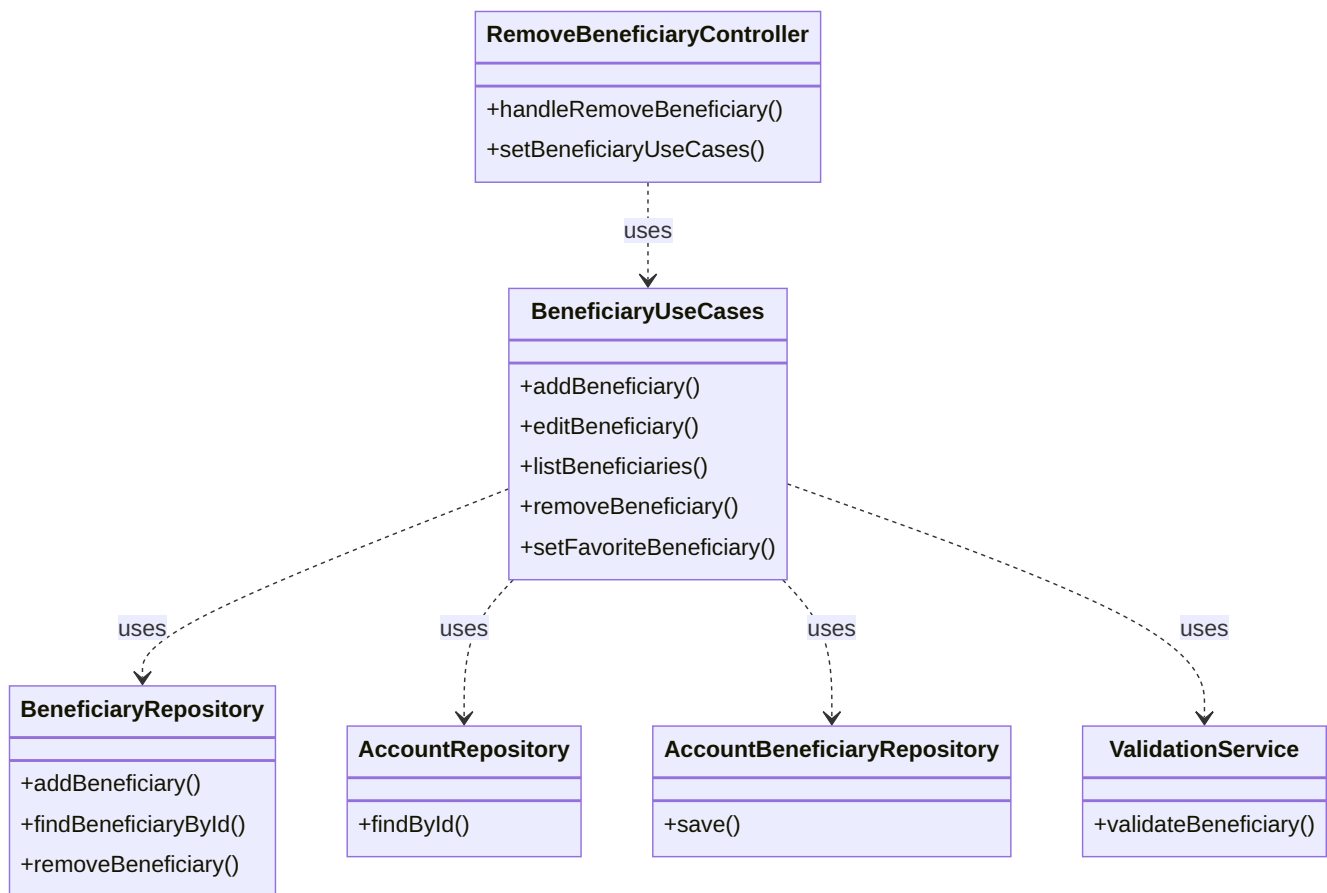 RemoveBeneficiaryController
+handleRemoveBeneficiary()
+setBeneficiaryUseCases()
uses
BeneficiaryUseCases
+addBeneficiary()
+editBeneficiary()
+listBeneficiaries()
+removeBeneficiary()
+setFavoriteBeneficiary()
uses
uses
uses
uses
BeneficiaryRepository
+addBeneficiary()
+findBeneficiaryById()
+removeBeneficiary()
AccountRepository
+findById()
AccountBeneficiaryRepository
+save()
ValidationService
+validateBeneficiary()